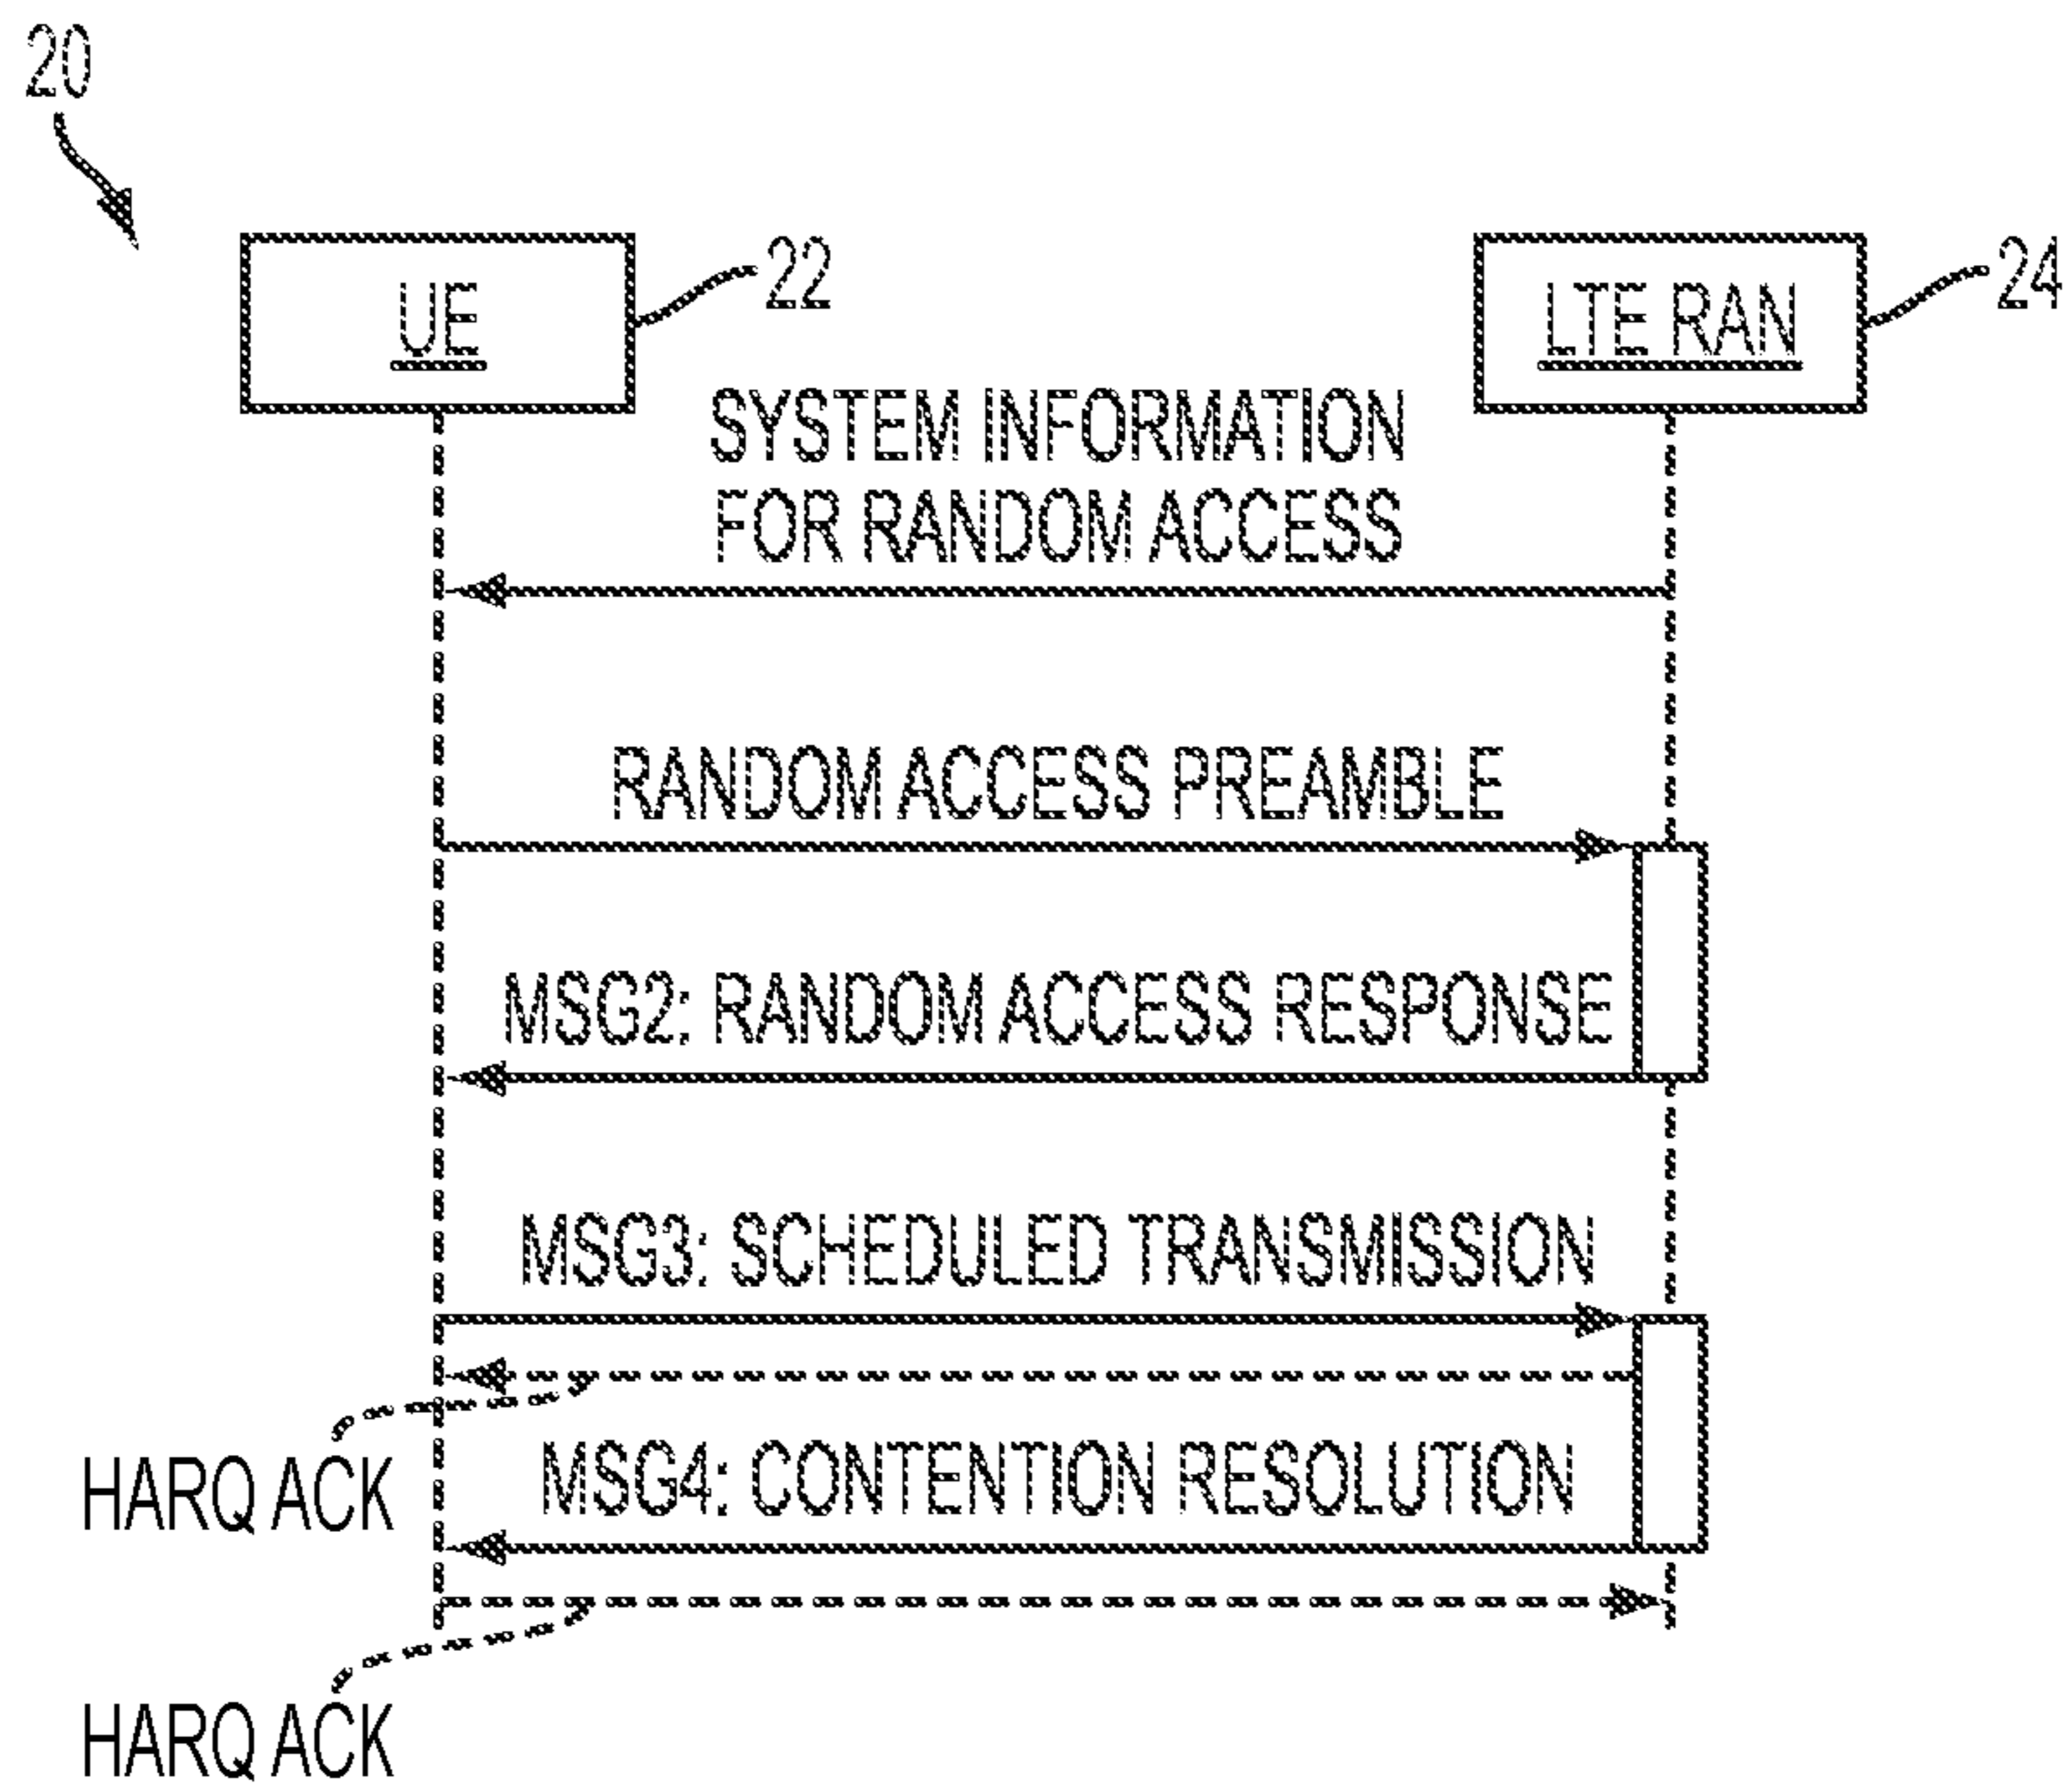 20
UE
22
LTE RAN
24
SYSTEM INFORMATION
FOR RANDOM ACCESS
RANDOM ACCESS PREAMBLE
MSG2: RANDOM ACCESS RESPONSE
MSG3: SCHEDULED TRANSMISSION
HARQ ACK
MSG4: CONTENTION RESOLUTION
HARQ ACK